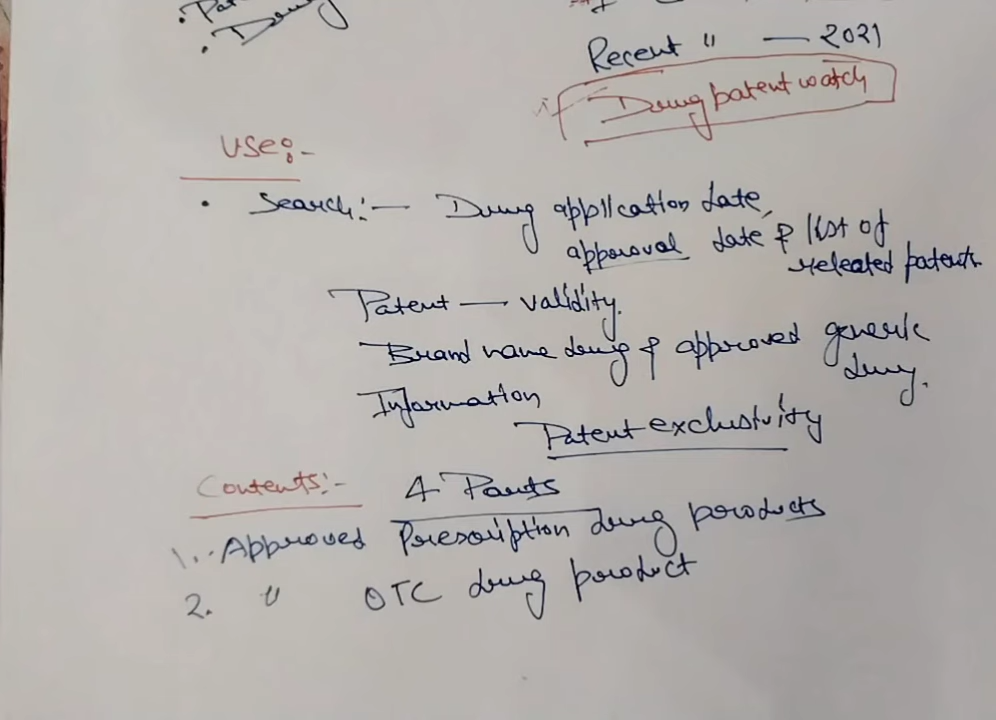 Recent " — 2021
Drug patent watch
Use:-
• Search:— Drug application date,
approval date & list of
releated patents.
Patent — validity.
Brand name drug & approved generic
drug.
Information
Patent exclusivity
Contents:- 4 Parts
1. Approved Prescription drug products
2. " OTC drug product